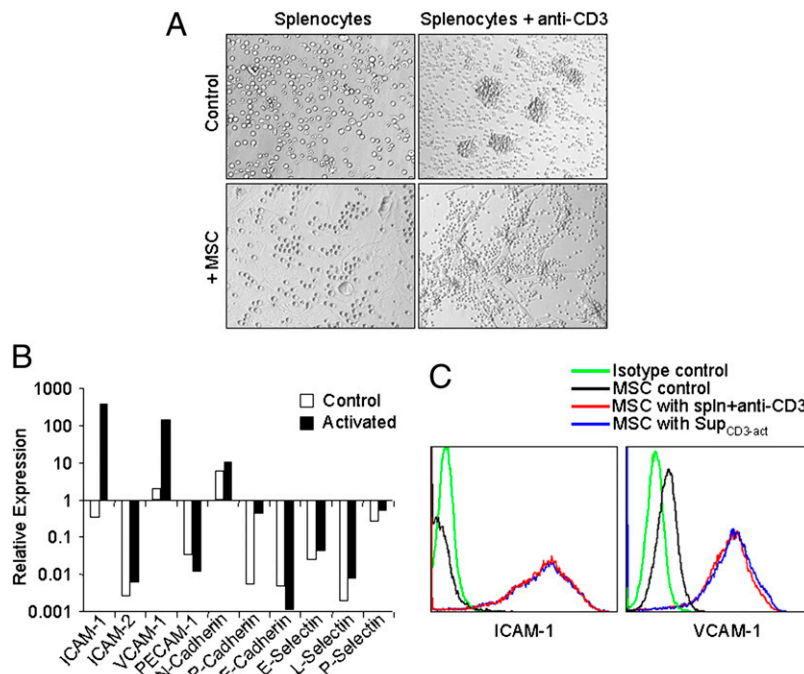 A
Splenocytes
Splenocytes + anti-CD3
Control
+ MSC
B
Relative Expression
1000
100
10
1
0.1
0.01
0.001
Control
Activated
ICAM-1
ICAM-2
VCAM-1
PECAM-1
N-Cadherin
P-Cadherin
E-Cadherin
E-Selectin
L-Selectin
P-Selectin
C
Isotype control
MSC control
MSC with spln+anti-CD3
MSC with Sup CD3-act
ICAM-1
VCAM-1